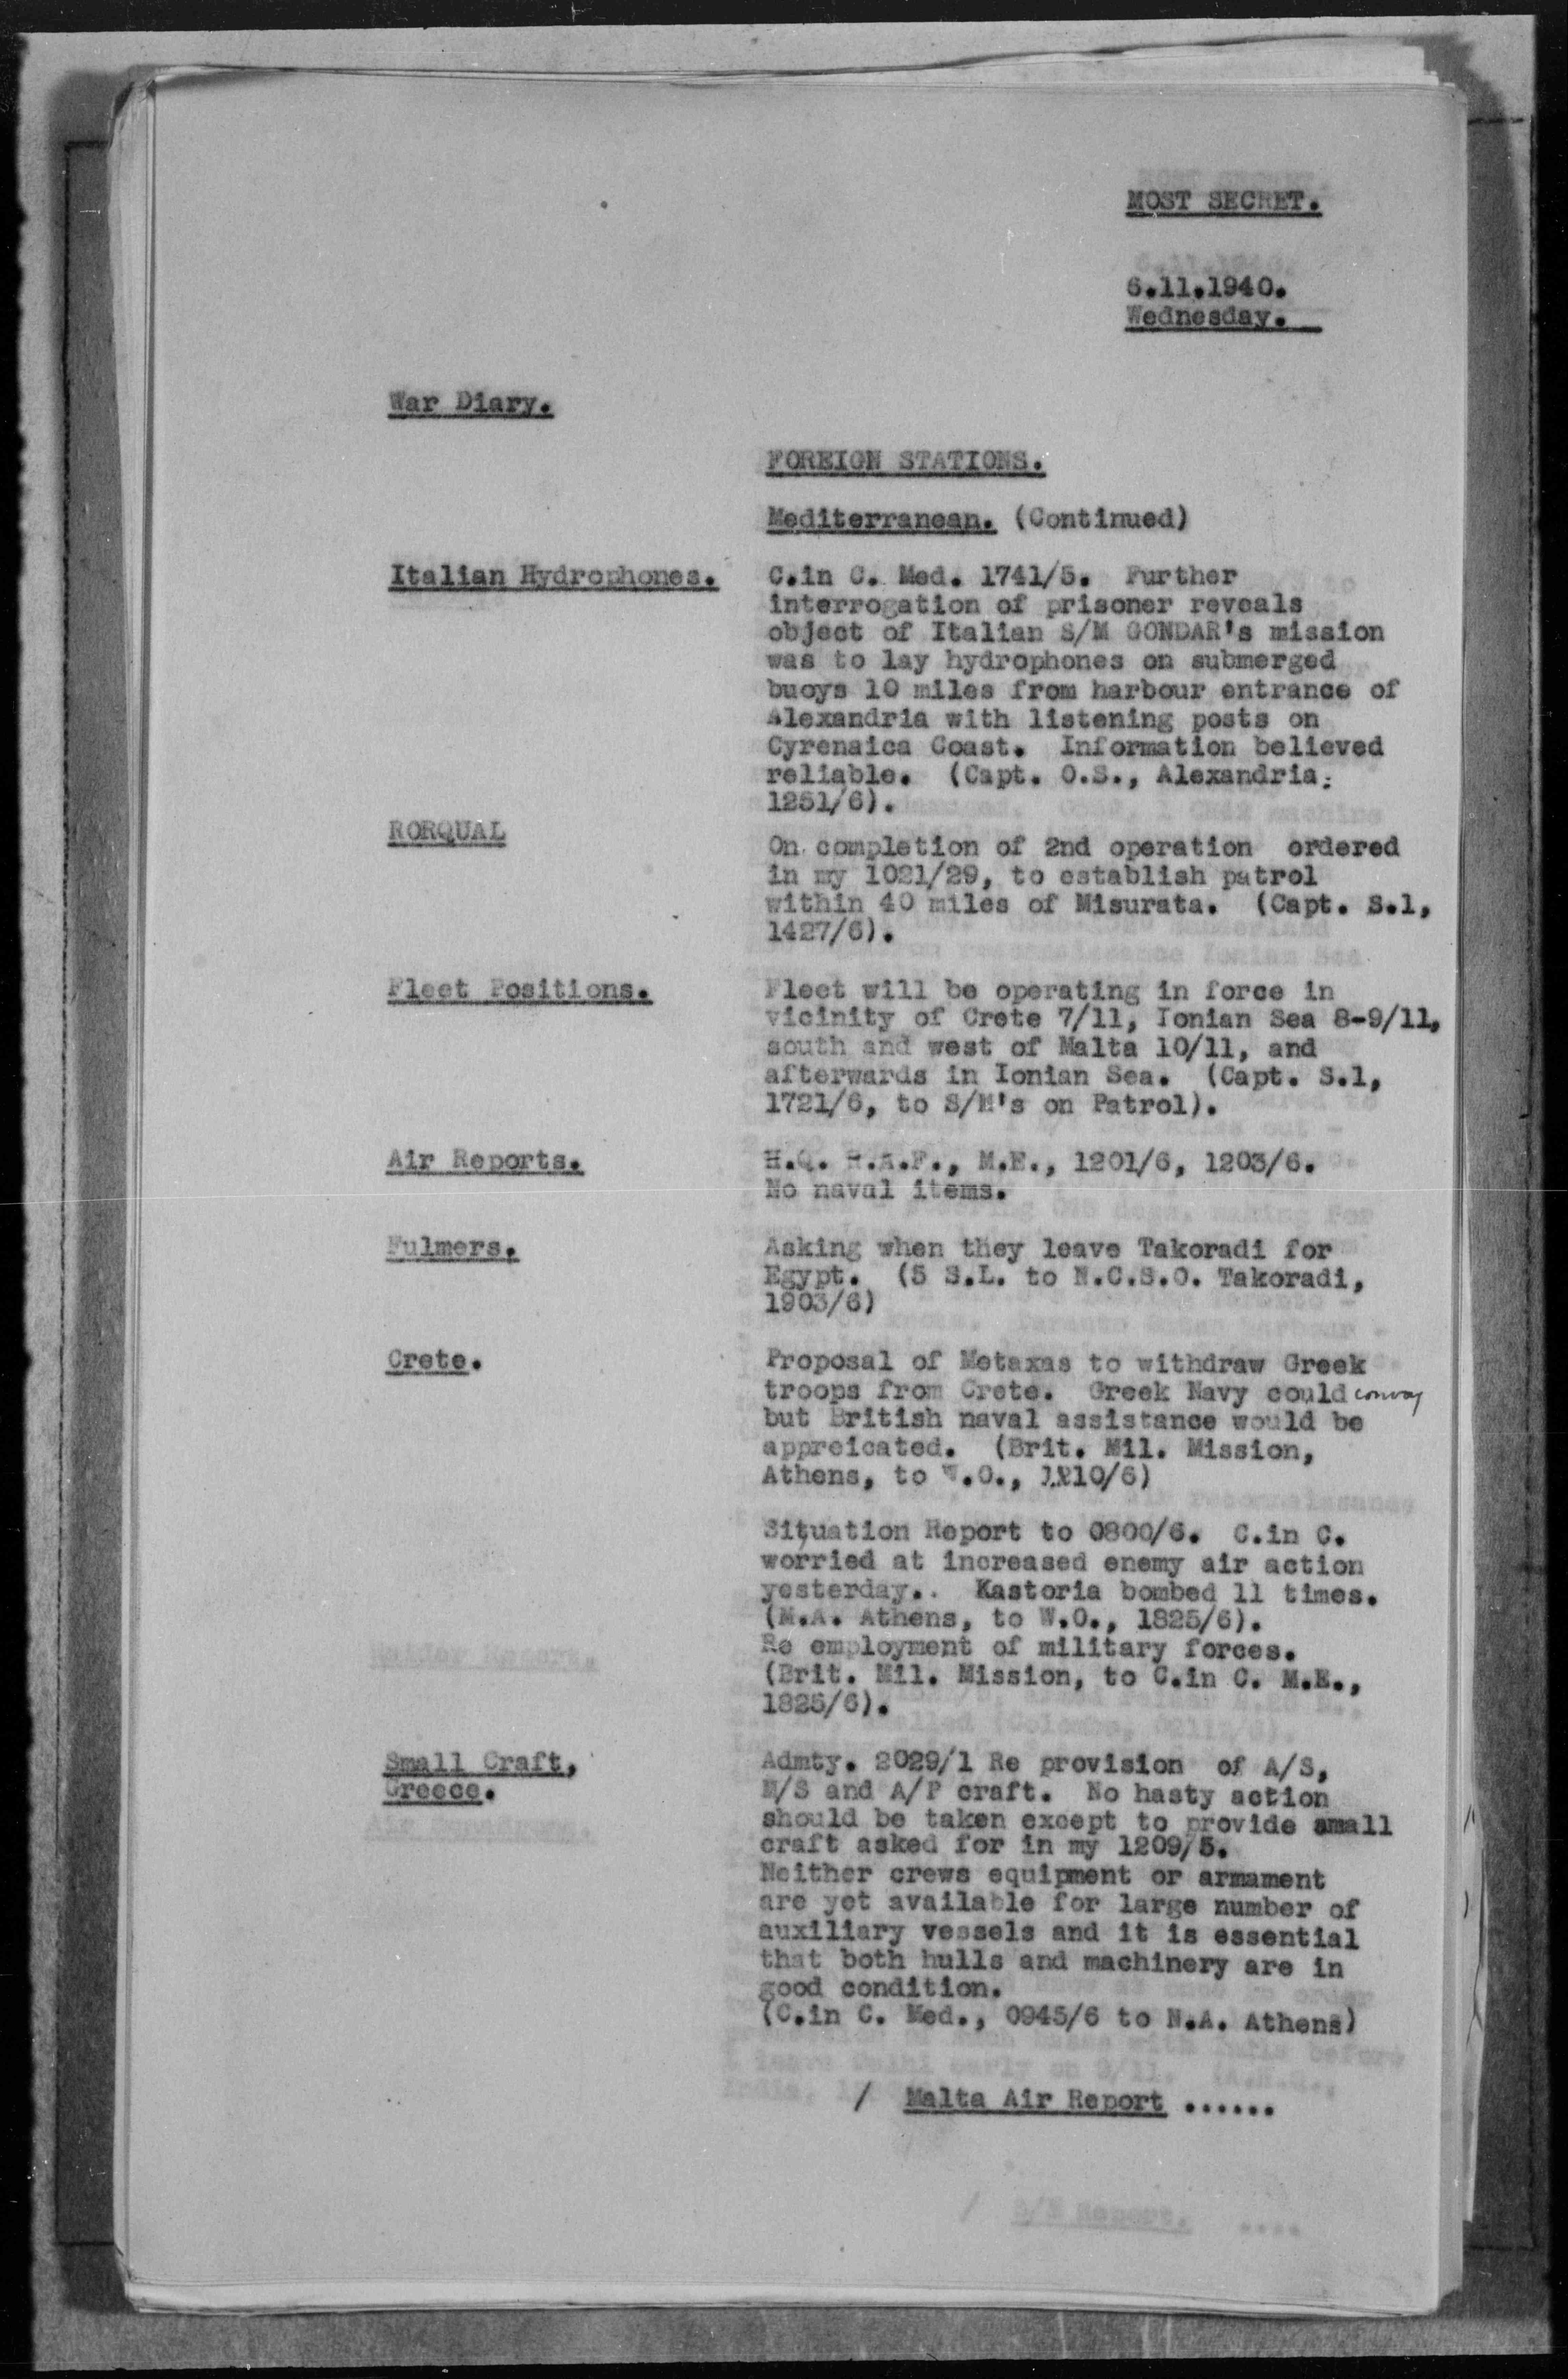 MOST SECRET.
6.11.1940.
Wednesday.
War Diary.
FOREIGN STATIONS.
Mediterranean. (Continued)
Italian Hydrophones.
C.in C. Med. 1741/5. Further
interrogation of prisoner reveals
object of Italian S/M GONDAR's mission
was to lay hydrophones on submerged
buoys 10 miles from harbour entrance of
Alexandria with listening posts on
Cyrenaica Coast. Information believed
reliable. (Capt. O.S., Alexandria:
1251/6).
RORQUAL
On completion of 2nd operation ordered
in my 1021/29, to establish patrol
within 40 miles of Misurata. (Capt. S.1,
1427/6).
Fleet Positions.
Fleet will be operating in force in
vicinity of Crete 7/11, Ionian Sea 8-9/11,
south and west of Malta 10/11, and
afterwards in Ionian Sea. (Capt. S.1,
1721/6, to S/M's on Patrol).
Air Reports.
H.Q. R.A.F., M.E., 1201/6, 1203/6.
No naval items.
Fulmers.
Asking when they leave Takoradi for
Egypt. (5 S.L. to N.C.S.O. Takoradi,
1903/6)
Crete.
Proposal of Metaxas to withdraw Greek
troops from Crete. Greek Navy could convoy
but British naval assistance would be
appreicated. (Brit. Mil. Mission,
Athens, to W.O., 1210/6)
Situation Report to 0800/6. C.in C.
worried at increased enemy air action
yesterday.. Kastoria bombed 11 times.
(M.A. Athens, to W.O., 1825/6).
Re employment of military forces.
(Brit. Mil. Mission, to C.in C. M.E.,
1825/6).
Small Craft,
Greece.
Admty. 2029/1 Re provision of A/S,
M/S and A/P craft. No hasty action
should be taken except to provide small
craft asked for in my 1209/5.
Neither crews equipment or armament
are yet available for large number of
auxiliary vessels and it is essential
that both hulls and machinery are in
good condition.
(C.in C. Med., 0945/6 to N.A. Athens)
/ Malta Air Report ......